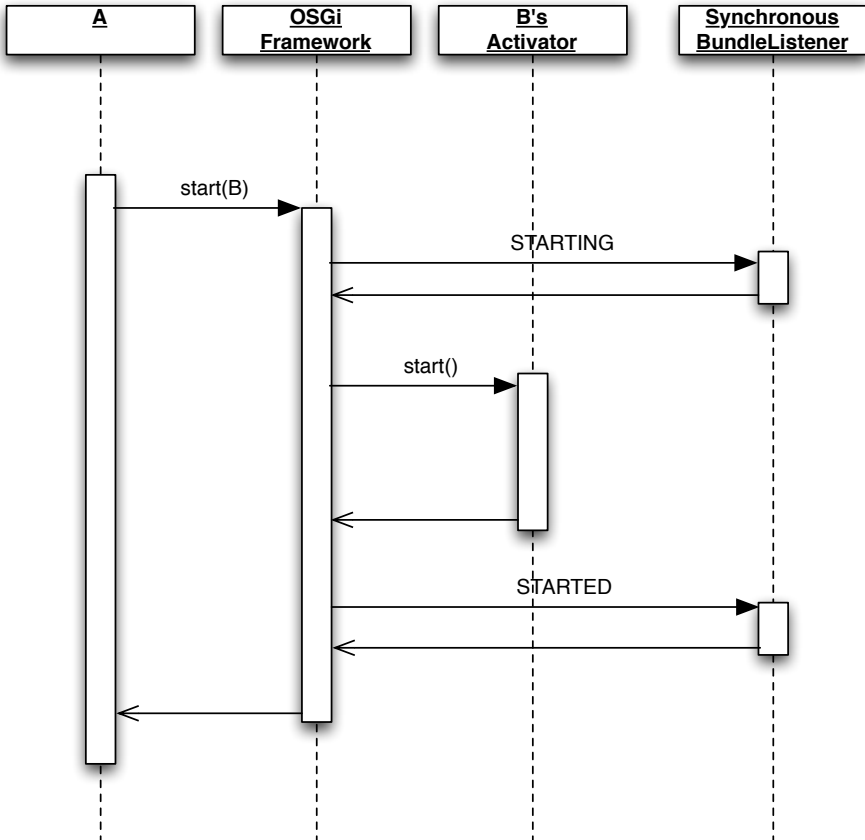 A
OSGi
Framework
B's
Activator
Synchronous
BundleListener
start(B)
STARTING
start()
STARTED